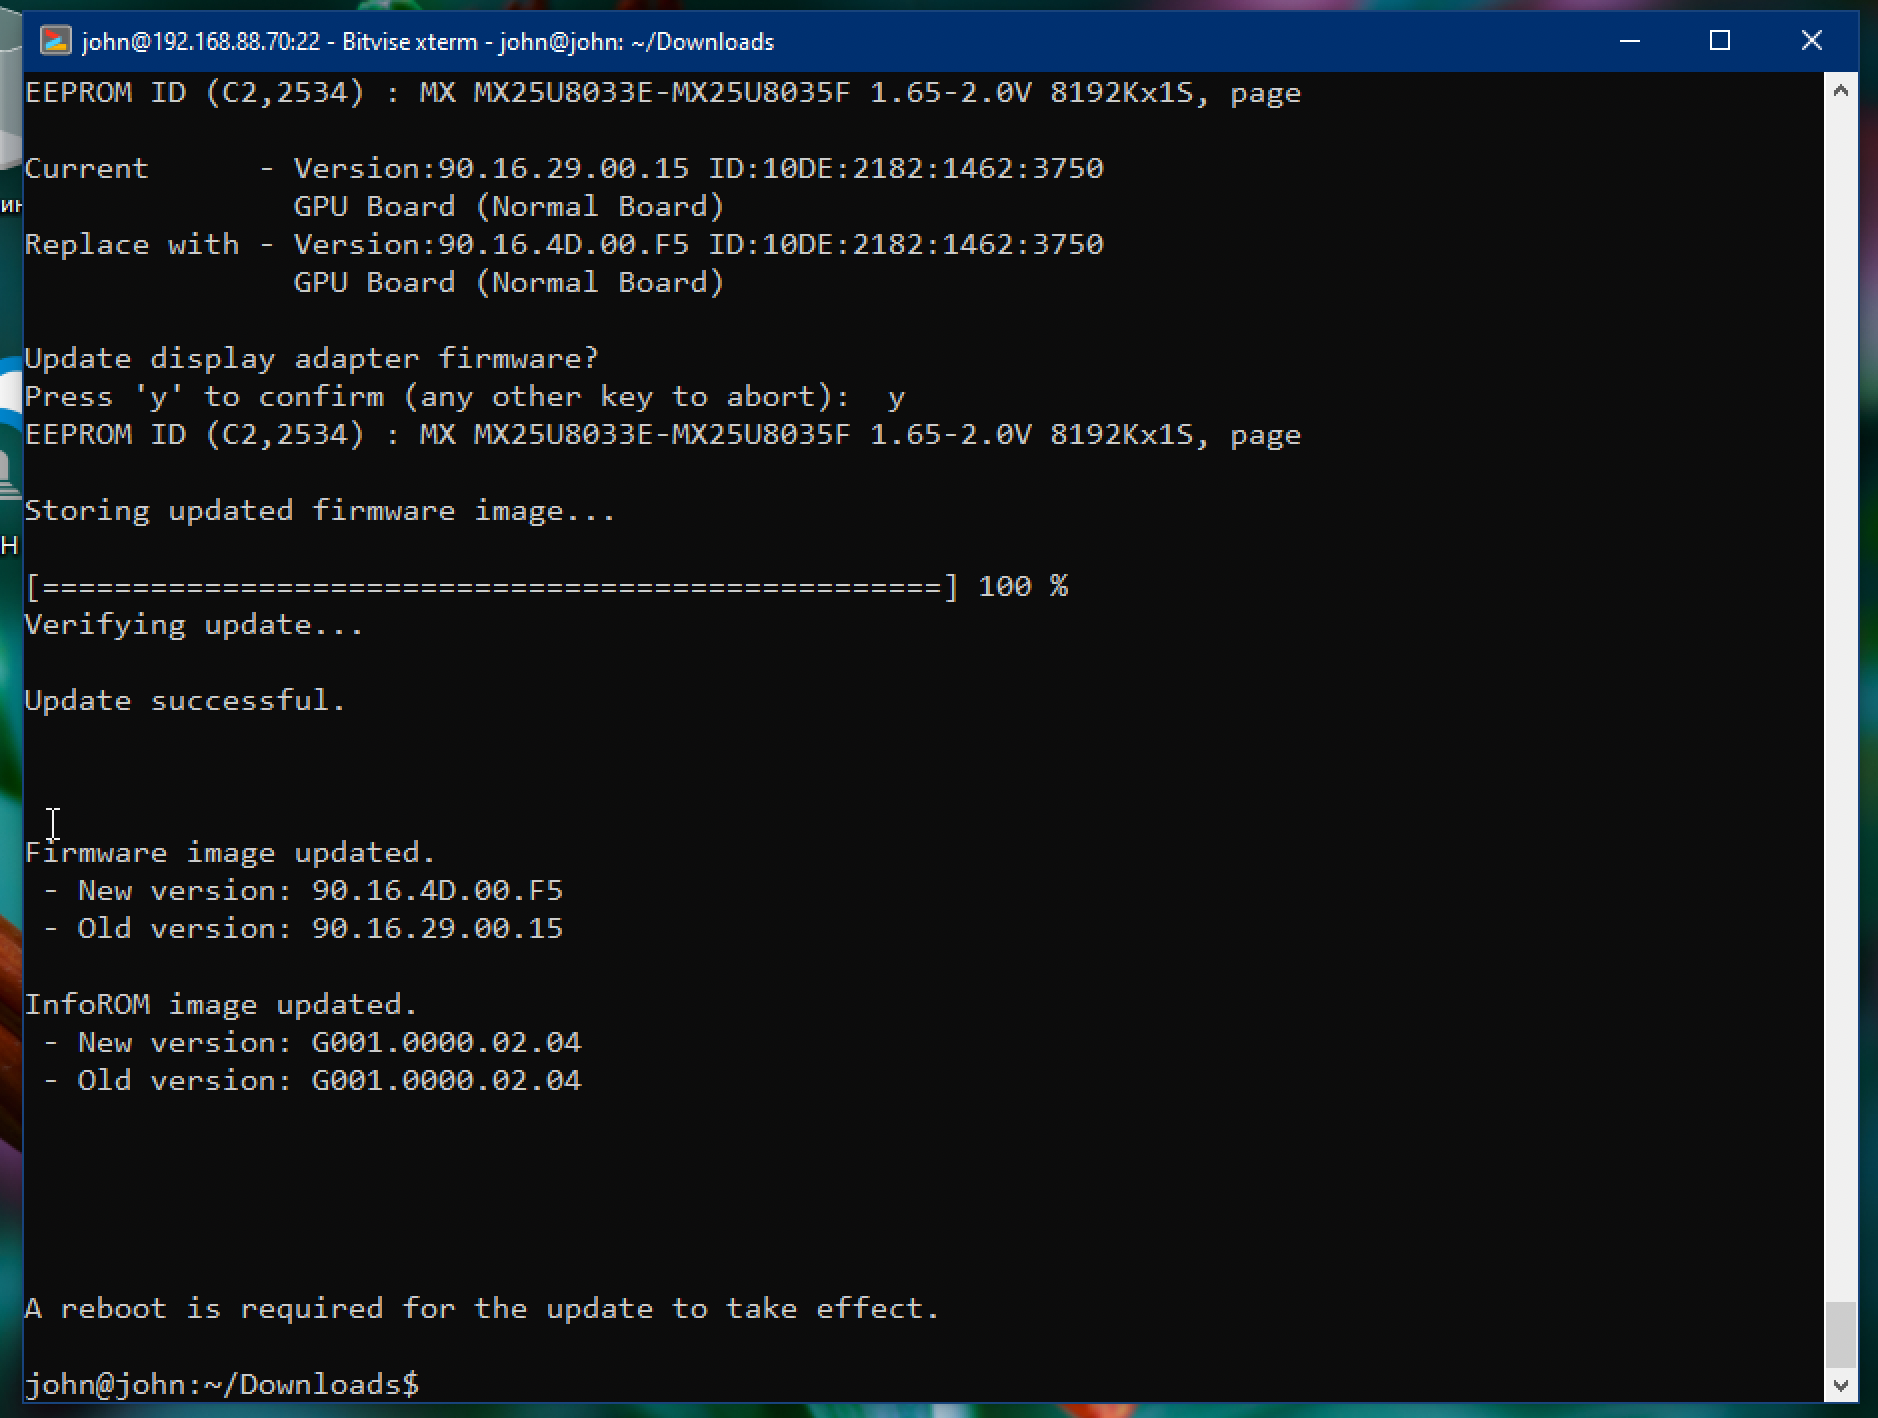 john@192.168.88.70:22 - Bitvise xterm - john@john: ~/Downloads
EEPROM ID (C2,2534) : MX MX25U8033E-MX25U8035F 1.65-2.0V 8192Kx1S, page
Current - Version:90.16.29.00.15 ID:10DE:2182:1462:3750
GPU Board (Normal Board)
Replace with - Version:90.16.4D.00.F5 ID:10DE:2182:1462:3750
GPU Board (Normal Board)
Update display adapter firmware?
Press 'y' to confirm (any other key to abort): y
EEPROM ID (C2,2534) : MX MX25U8033E-MX25U8035F 1.65-2.0V 8192Kx1S, page
Storing updated firmware image...
[==================================================] 100 %
Verifying update...
Update successful.
Firmware image updated.
- New version: 90.16.4D.00.F5
- Old version: 90.16.29.00.15
InfoROM image updated.
- New version: G001.0000.02.04
- Old version: G001.0000.02.04
A reboot is required for the update to take effect.
john@john:~/Downloads$